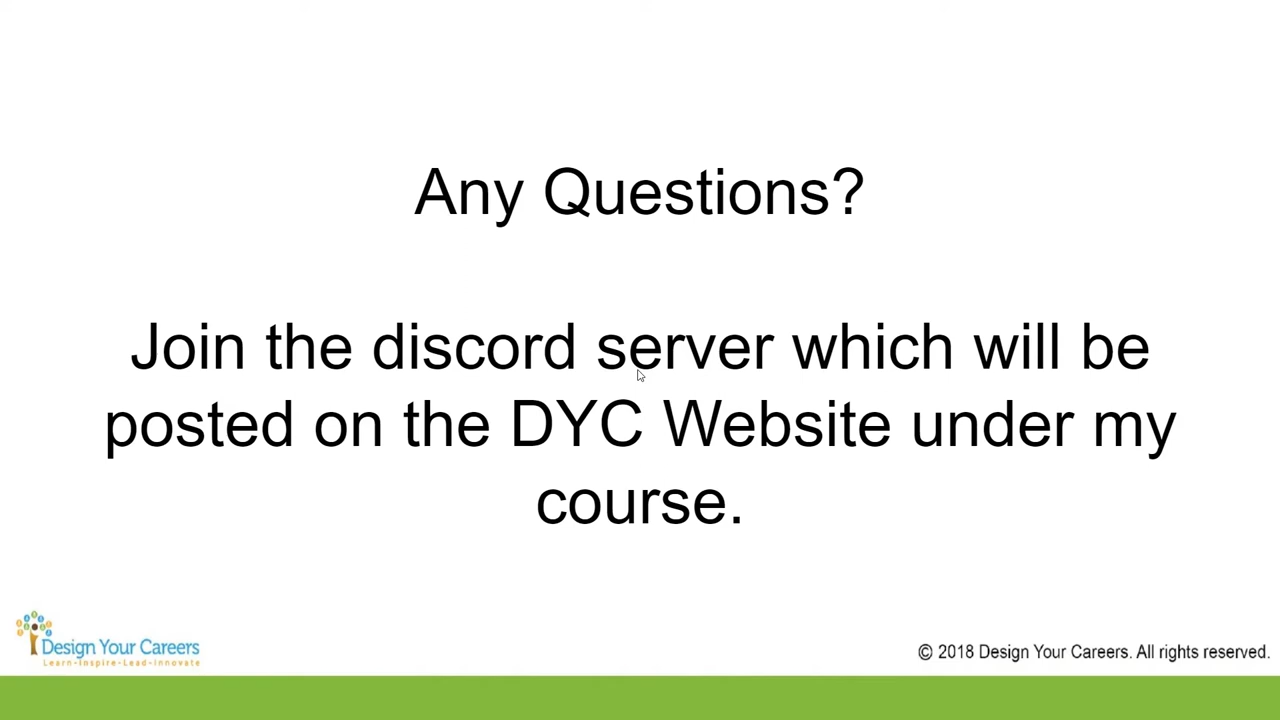 Any Questions?
Join the discord server which will be
posted on the DYC Website under my
course.
Design Your Careers
Learn-Inspire-Lead-Innovate
© 2018 Design Your Careers. All rights reserved.